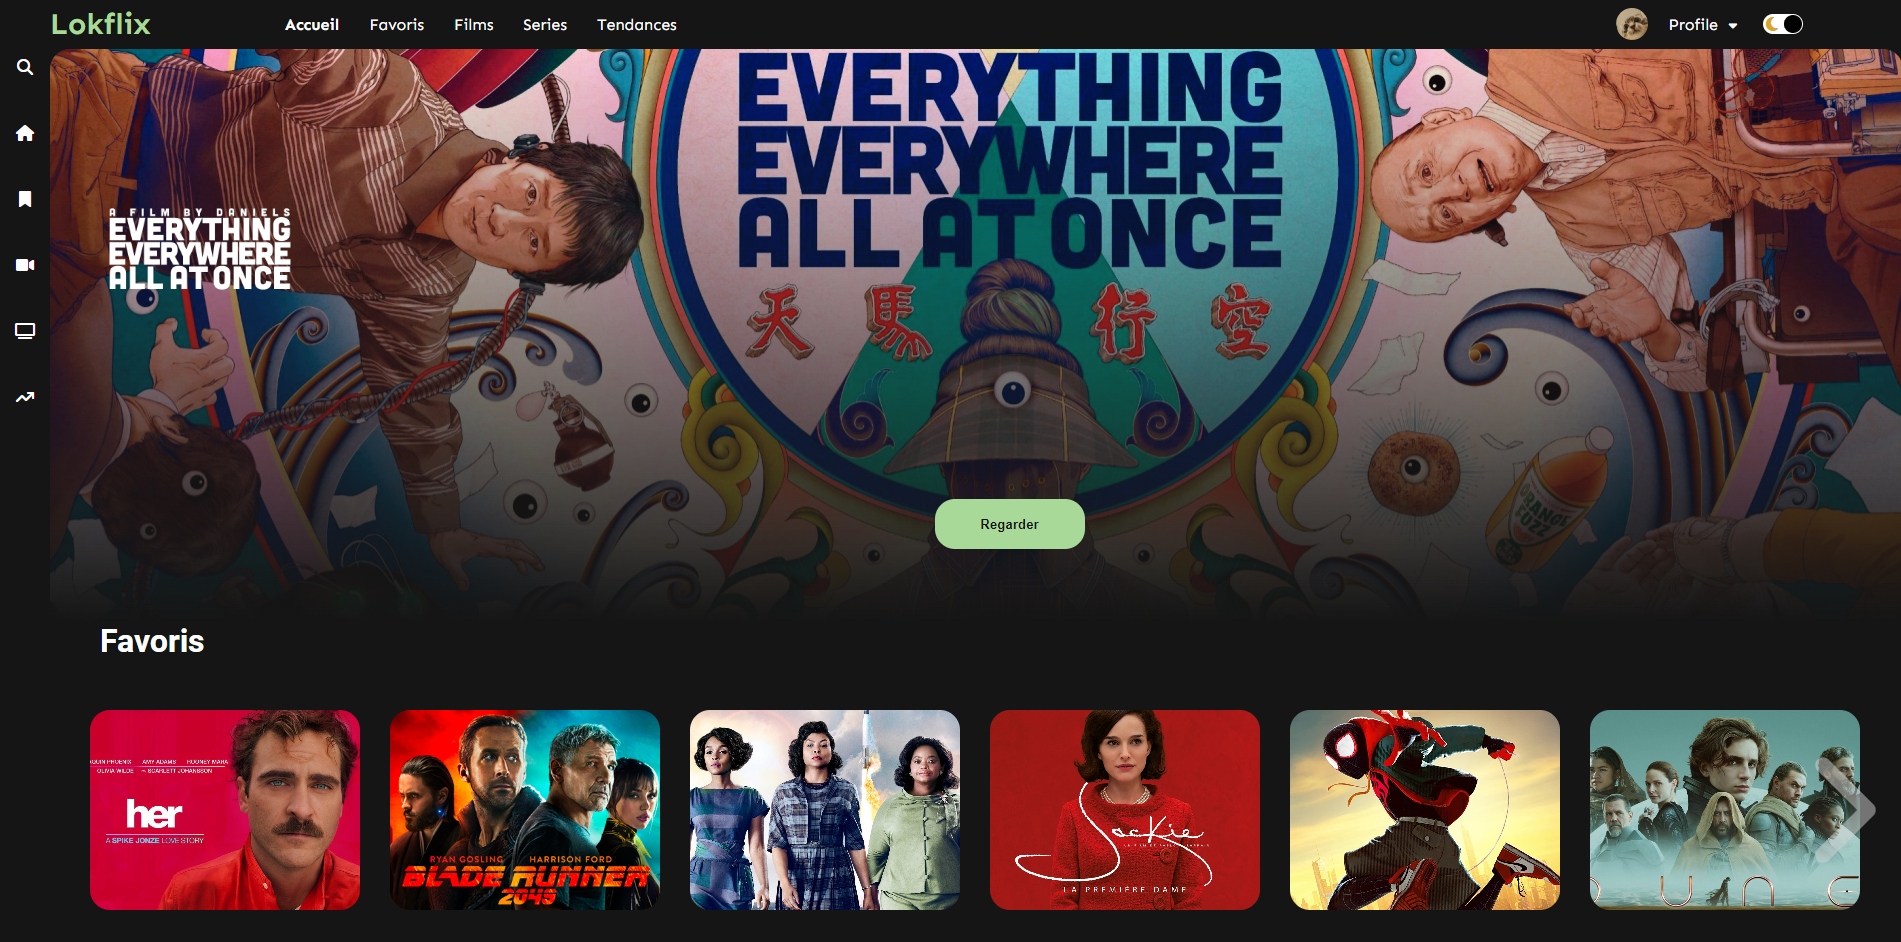 Lokflix
Accueil
Favoris
Films
Series
Tendances
Profile
EVERYTHING
EVERYWHERE
ALL AT ONCE
天馬行空
A FILM BY DANIELS
EVERYTHING
EVERYWHERE
ALL AT ONCE
ORANGE
Regarder
Favoris
AQUIN PHOENIX AMY ADAMS ROONEY MARA
OLIVIA WILDE SCARLETT JOHANSSON
her
A SPIKE JONZE LOVE STORY
RYAN GOSLING HARRISON FORD
BLADE RUNNER
2049
Jackie
LA PREMIÈRE DAME
DUNE